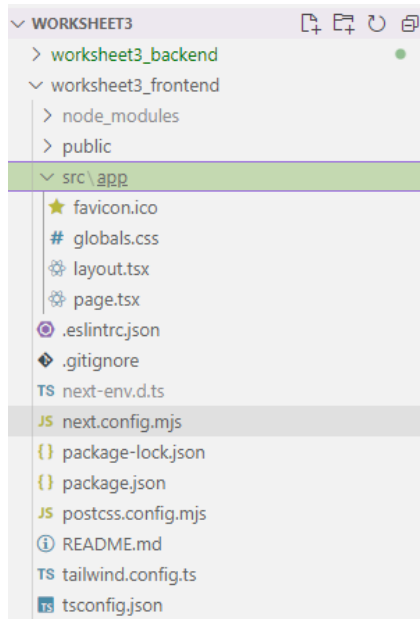 WORKSHEET3
worksheet3_backend
worksheet3_frontend
node_modules
public
src\app
favicon.ico
# globals.css
layout.tsx
page.tsx
.eslintrc.json
.gitignore
TS next-env.d.ts
JS next.config.mjs
{} package-lock.json
{} package.json
JS postcss.config.mjs
README.md
TS tailwind.config.ts
TS tsconfig.json